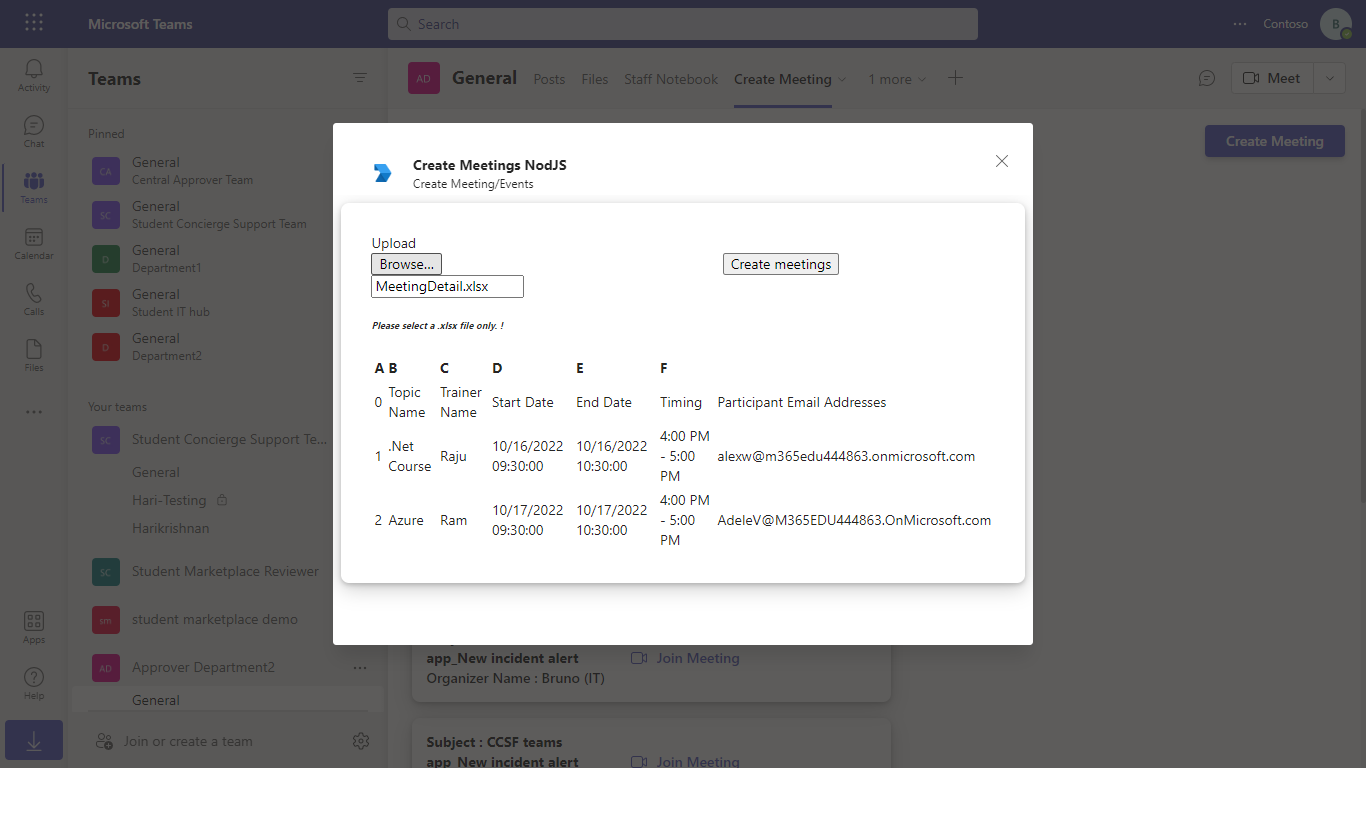 Microsoft Teams
Search
Contoso
B
Activity
Chat
Teams
Calendar
Calls
Files
Apps
Help
Teams
Pinned
CA
General
Central Approver Team
SC
General
Student Concierge Support Team
D
General
Department1
SI
General
Student IT hub
D
General
Department2
Your teams
SC
Student Concierge Support Te...
General
Hari-Testing
Harikrishnan
SC
Student Marketplace Reviewer
sm
student marketplace demo
AD
Approver Department2
General
Join or create a team
AD
General
Posts
Files
Staff Notebook
Create Meeting
1 more
Meet
Create Meeting
Create Meetings NodJS
Create Meeting/Events
Upload
Browse...
Create meetings
MeetingDetail.xlsx
Please select a .xlsx file only. !
A B C D E F
0 Topic Name Trainer Name Start Date End Date Timing Participant Email Addresses
1 .Net Course Raju 10/16/2022 09:30:00 10/16/2022 10:30:00 4:00 PM - 5:00 PM alexw@m365edu444863.onmicrosoft.com
2 Azure Ram 10/17/2022 09:30:00 10/17/2022 10:30:00 4:00 PM - 5:00 PM AdeleV@M365EDU444863.OnMicrosoft.com
app_New incident alert
Join Meeting
Organizer Name : Bruno (IT)
Subject : CCSF teams
app_New incident alert
Join Meeting